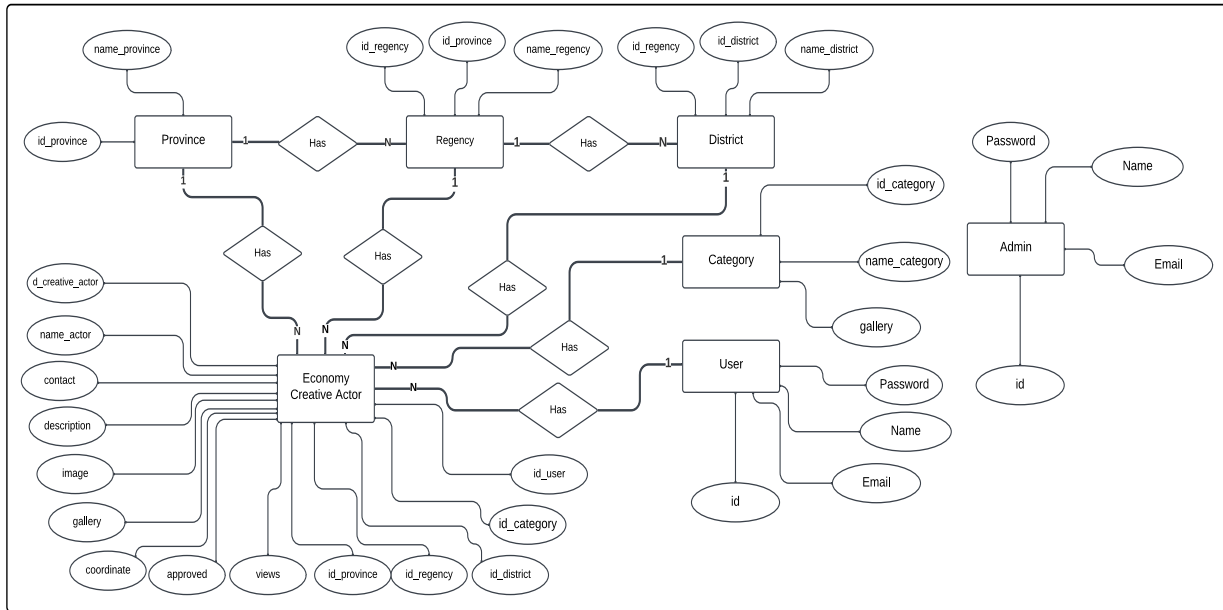 id_regency
id_province
name_regency
id_regency
id_district
name_district
name_province
id_province
Province
1
Has
N
Regency
1
Has
N
District
Password
Name
1
1
1
id_category
Admin
Has
Has
Category
name_category
Email
1
d_creative_actor
Has
gallery
name_actor
N
N
N
Has
User
contact
Economy
Creative Actor
N
N
1
Password
id
description
Has
Name
image
id_user
Email
gallery
id_category
id
coordinate
approved
views
id_province
id_regency
id_district